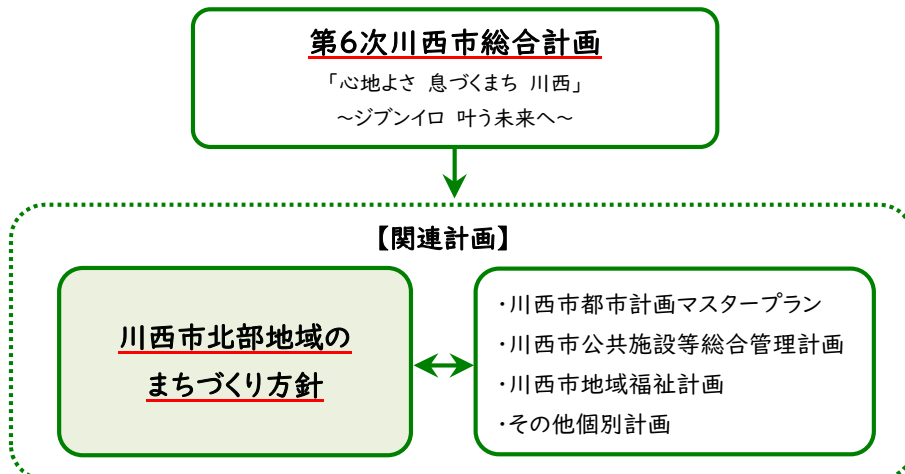 第6次川西市総合計画
「心地よさ 息づくまち 川西」
～ジブンイロ 叶う未来へ～
【関連計画】
川西市北部地域の
まちづくり方針
・川西市都市計画マスタープラン
・川西市公共施設等総合管理計画
・川西市地域福祉計画
・その他個別計画